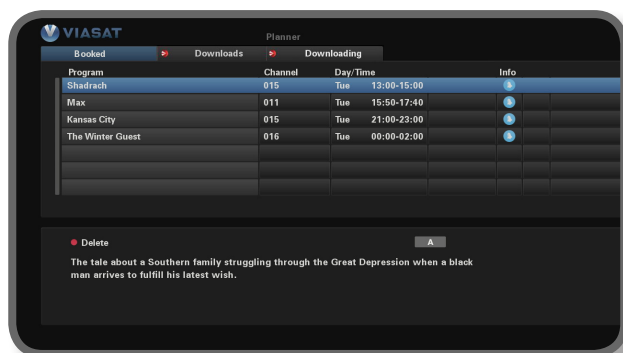 VIASAT
Planner
Booked Downloads Downloading
Program Channel Day/Time Info
Shadrach 015 Tue 13:00-15:00
Max 011 Tue 15:50-17:40
Kansas City 015 Tue 21:00-23:00
The Winter Guest 016 Tue 00:00-02:00
Delete A
The tale about a Southern family struggling through the Great Depression when a black
man arrives to fulfill his latest wish.